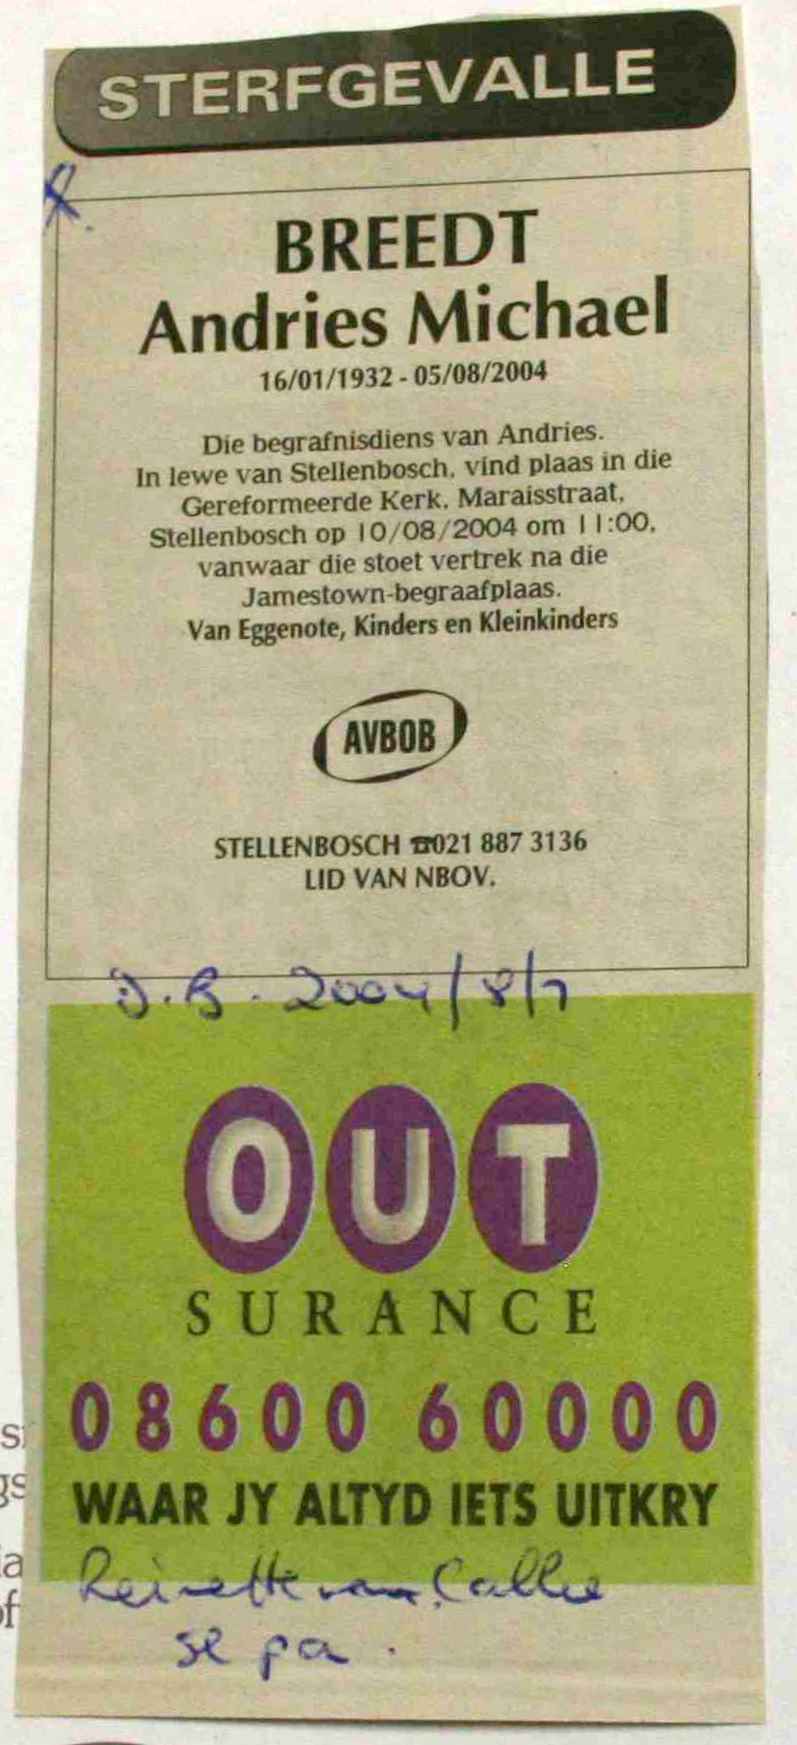 STERFGEVALLE
BREEDT
Andries Michael
16/01/1932 - 05/08/2004
Die begrafnisdiens van Andries.
In lewe van Stellenbosch, vind plaas in die
Gereformeerde Kerk, Maraisstraat,
Stellenbosch op 10/08/2004 om 11:00,
vanwaar die stoet vertrek na die
Jamestown-begraafplaas.
Van Eggenote, Kinders en Kleinkinders
AVBOB
STELLENBOSCH ☎021 887 3136
LID VAN NBOV.
D.B. 2004/8/7
OUT
SURANCE
08600 60000
WAAR JY ALTYD IETS UITKRY
Reinette van Callie
se pa.